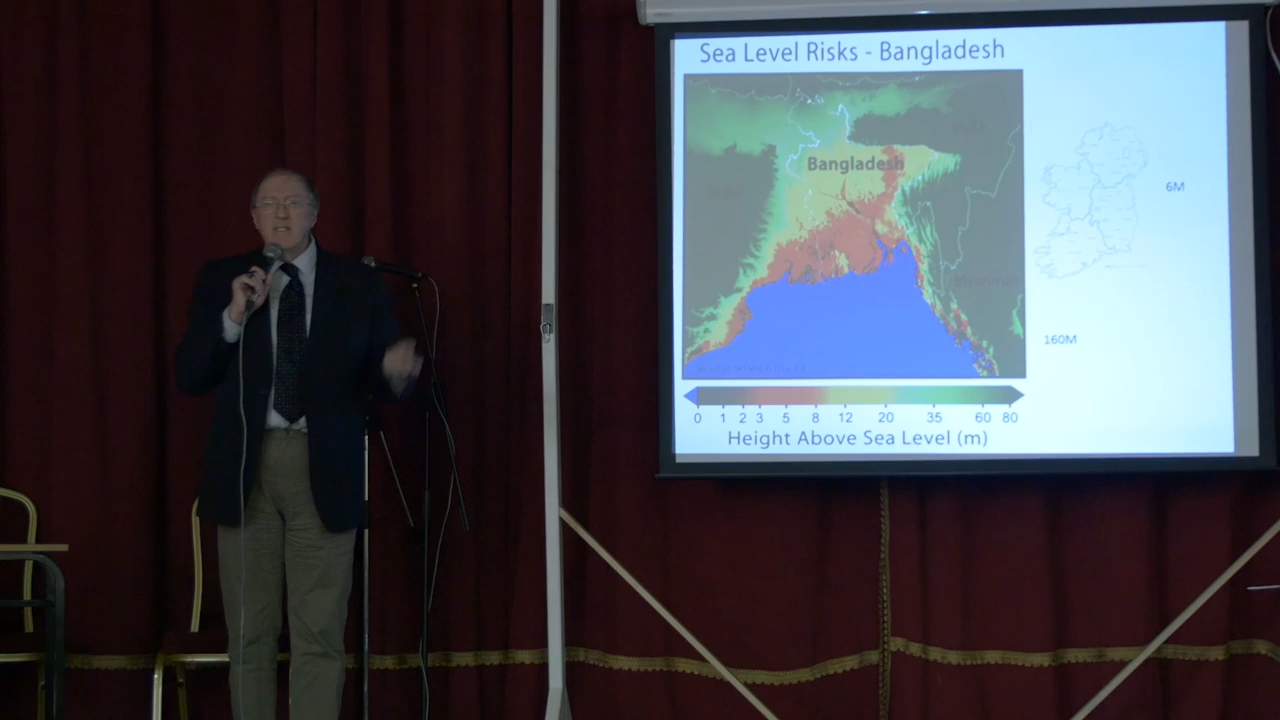 Sea Level Risks - Bangladesh
Bangladesh
Myanmar
6M
160M
0 1 2 3 5 8 12 20 35 60 80
Height Above Sea Level (m)